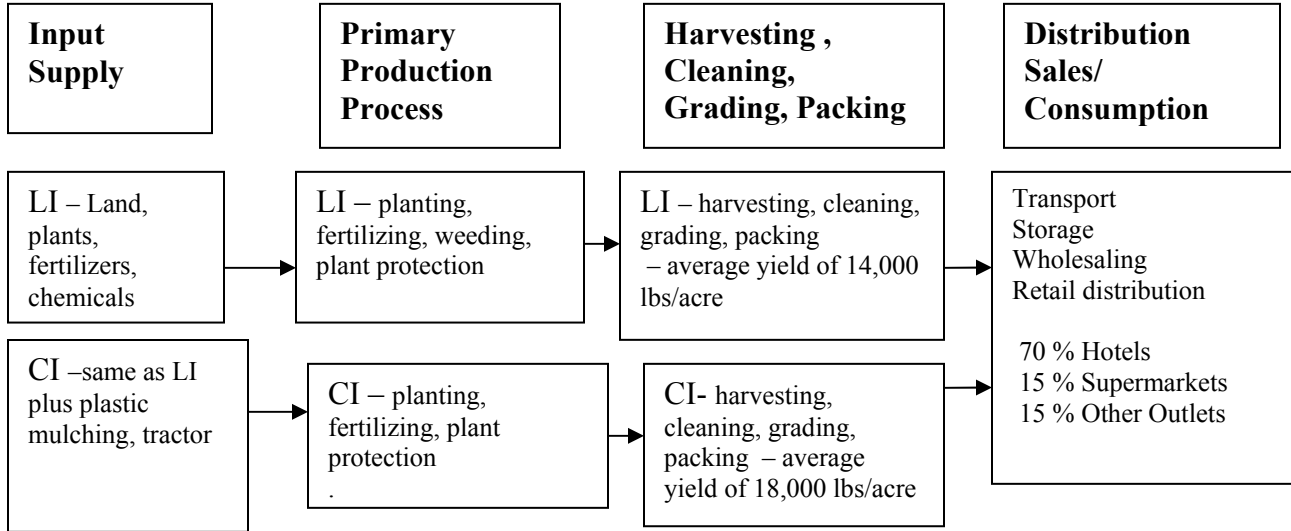 Input
Supply
Primary
Production
Process
Harvesting ,
Cleaning,
Grading, Packing
Distribution
Sales/
Consumption
LI – Land,
plants,
fertilizers,
chemicals
LI – planting,
fertilizing, weeding,
plant protection
LI – harvesting, cleaning,
grading, packing
– average yield of 14,000
lbs/acre
Transport
Storage
Wholesaling
Retail distribution
70 % Hotels
15 % Supermarkets
15 % Other Outlets
CI –same as LI
plus plastic
mulching, tractor
CI – planting,
fertilizing, plant
protection
.
CI- harvesting,
cleaning, grading,
packing – average
yield of 18,000 lbs/acre